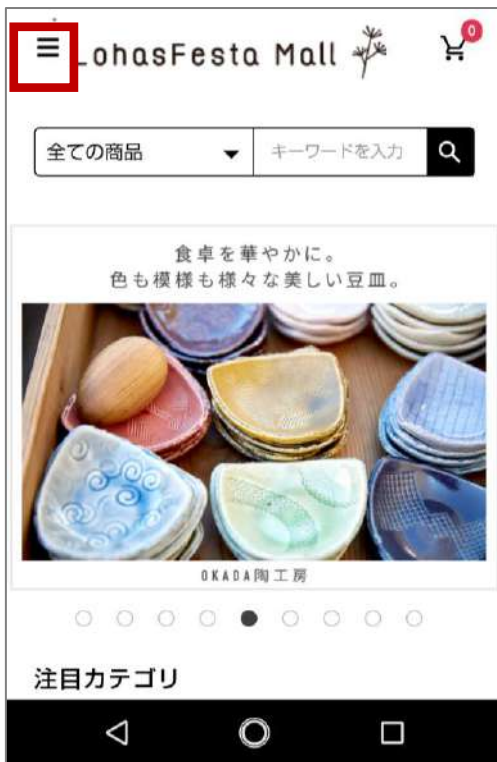 LohasFesta Mall
0
全ての商品
キーワードを入力
食卓を華やかに。
色も模様も様々な美しい豆皿。
OKADA陶工房
注目カテゴリ